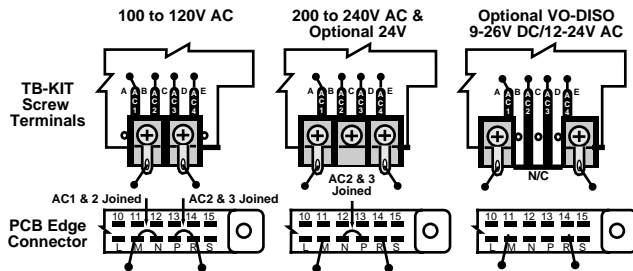 100 to 120V AC
200 to 240V AC &
Optional 24V
Optional VO-DISO
9-26V DC/12-24V AC
TB-KIT
Screw
Terminals
A AC1 B AC2 C AC3 D AC4 E
A AC1 B AC2 C AC3 D AC4 E
A AC1 B AC2 C AC3 D AC4 E
N/C
AC1 & 2 Joined
AC2 & 3 Joined
AC2 & 3
Joined
PCB Edge
Connector
10 11 12 13 14 15
L M N P R S
10 11 12 13 14 15
L M N P R S
10 11 12 13 14 15
L M N P R S